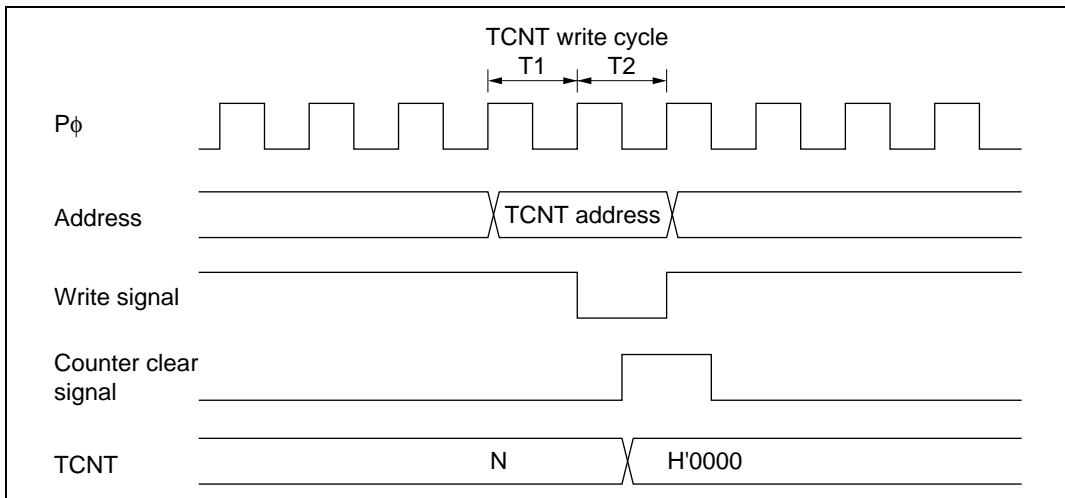 TCNT write cycle
T1 T2
Pϕ
Address
TCNT address
Write signal
Counter clear
signal
TCNT
N
H'0000